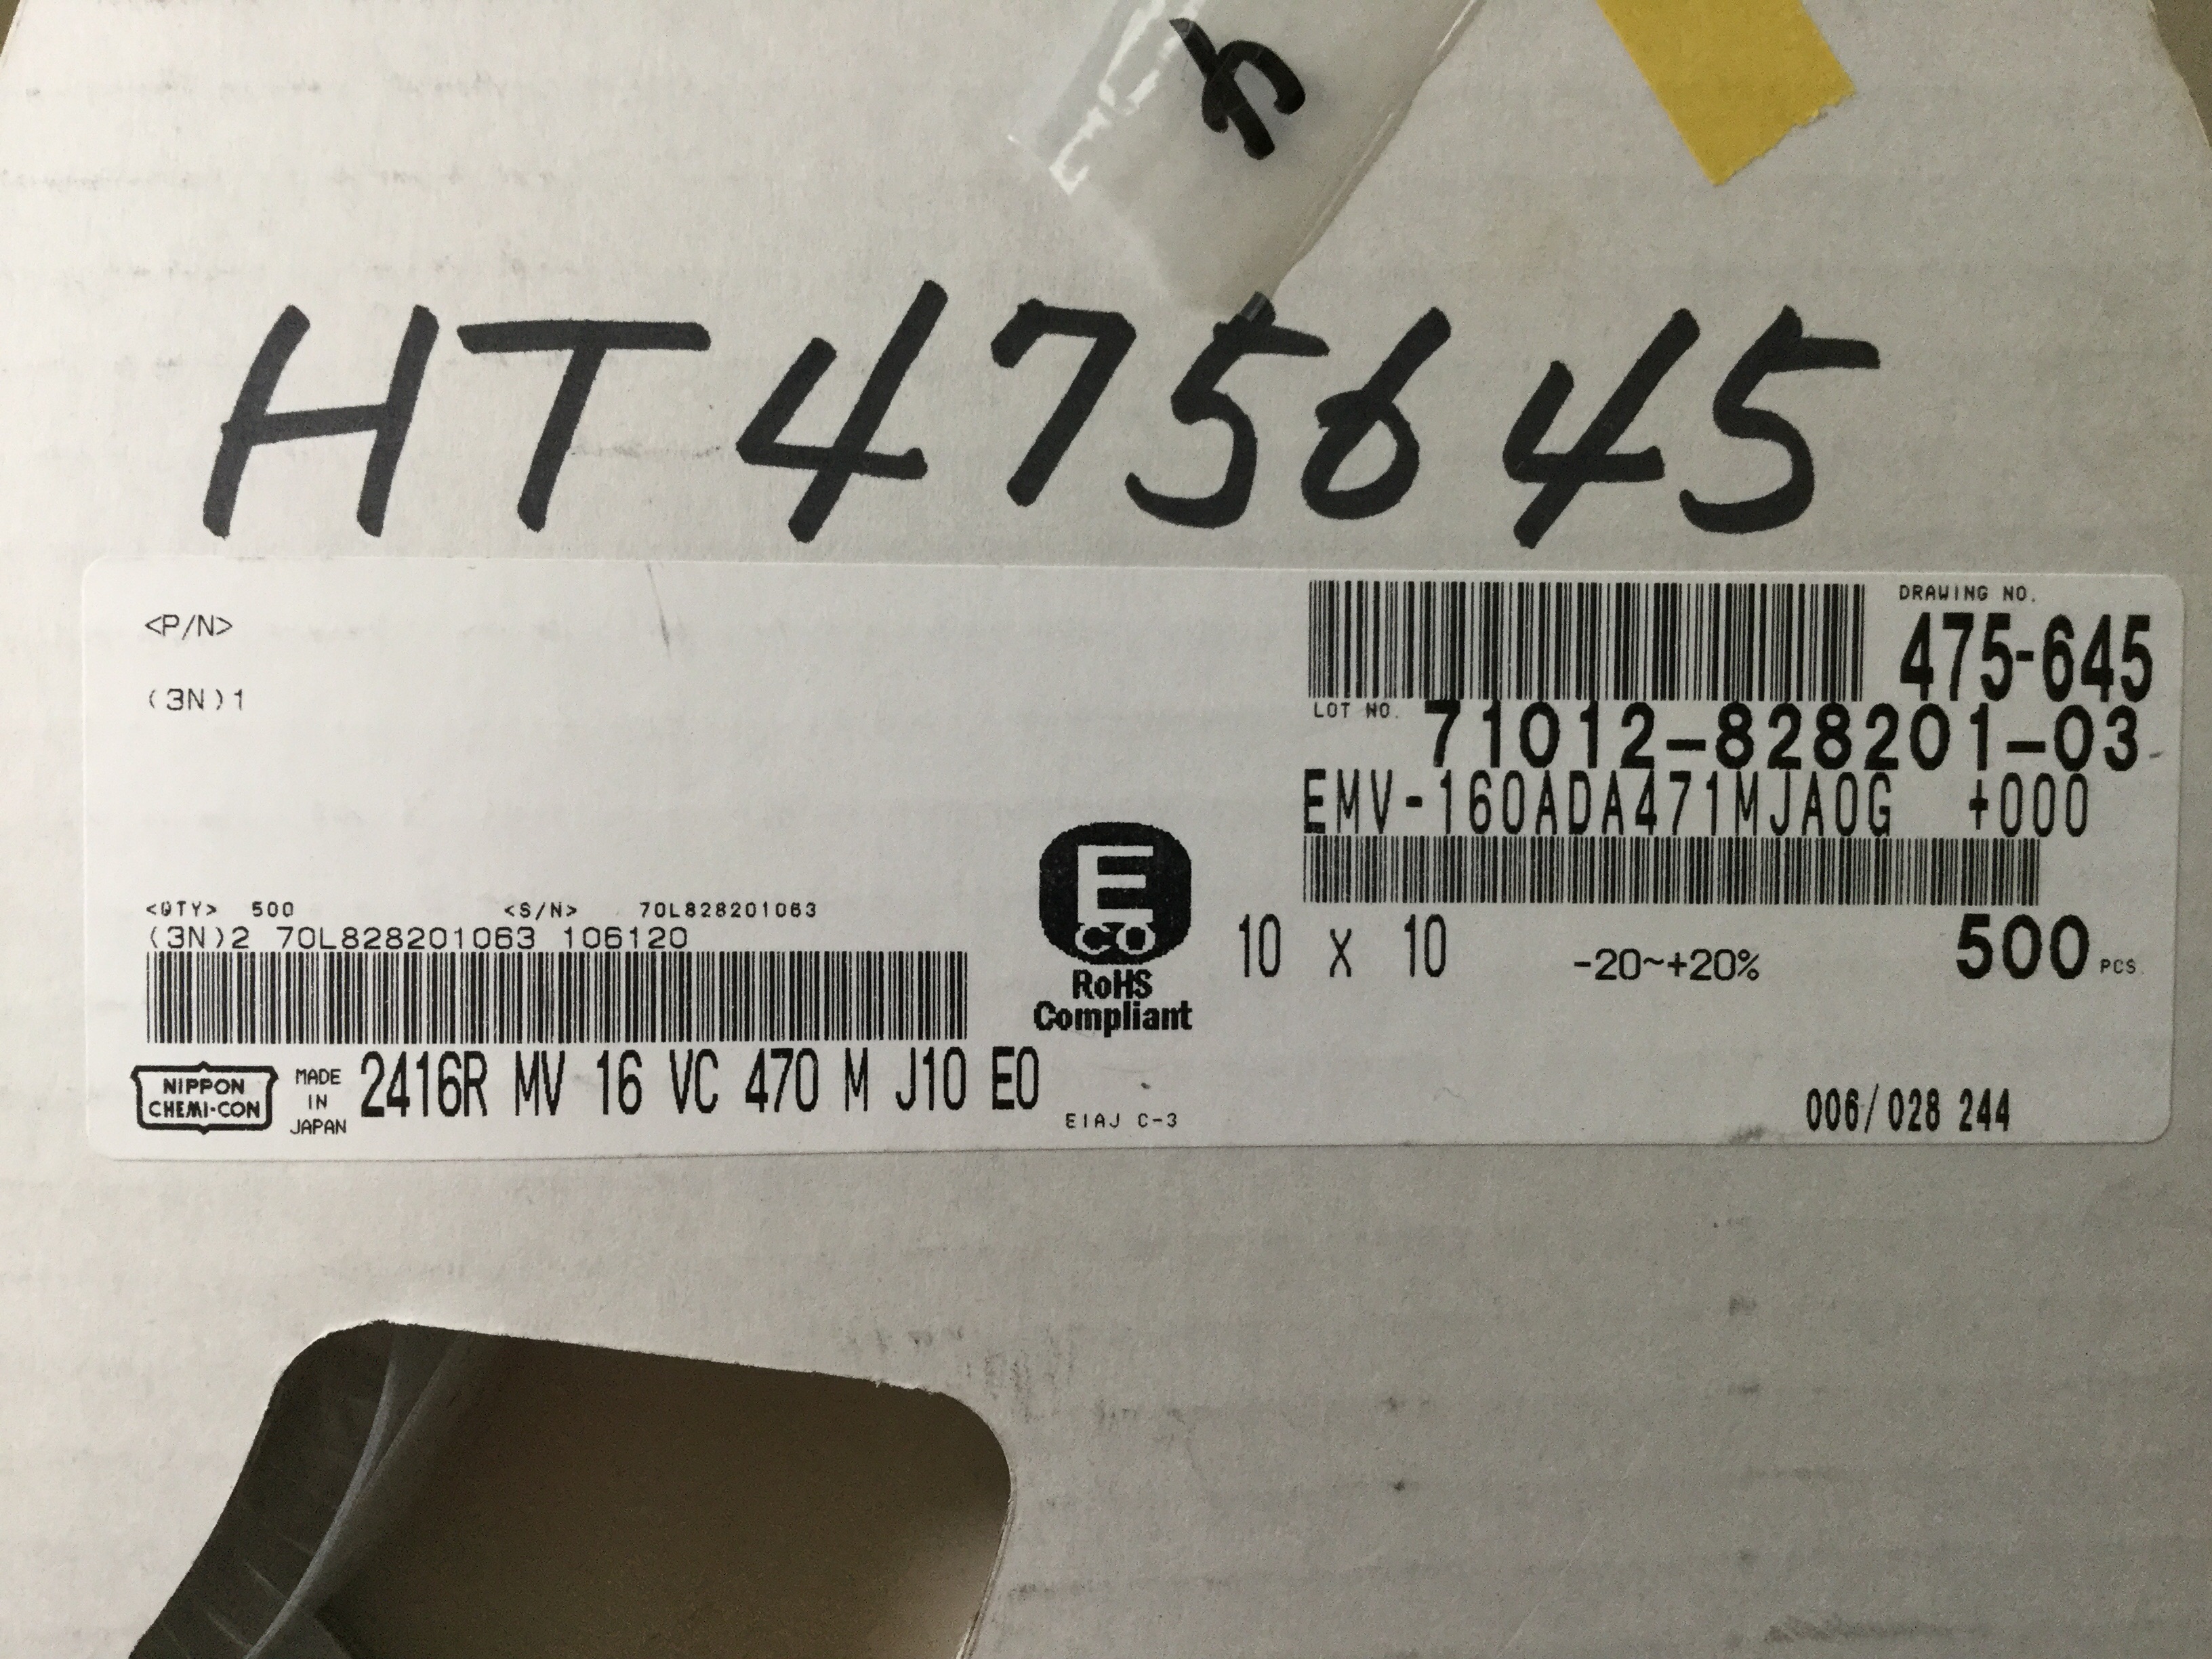 HT475645
<P/N>
(3N)1
DRAWING NO.
475-645
LOT NO. 71012-828201-03
EMV-160ADA471MJA0G +000
<QTY> 500 <S/N> 70L828201063
(3N)2 70L828201063 106120
E
CO
RoHS
Compliant
10 X 10 -20~+20% 500 PCS.
NIPPON
CHEMI-CON
MADE
IN
JAPAN
2416R MV 16 VC 470 M J10 E0
EIAJ C-3
006/028 244